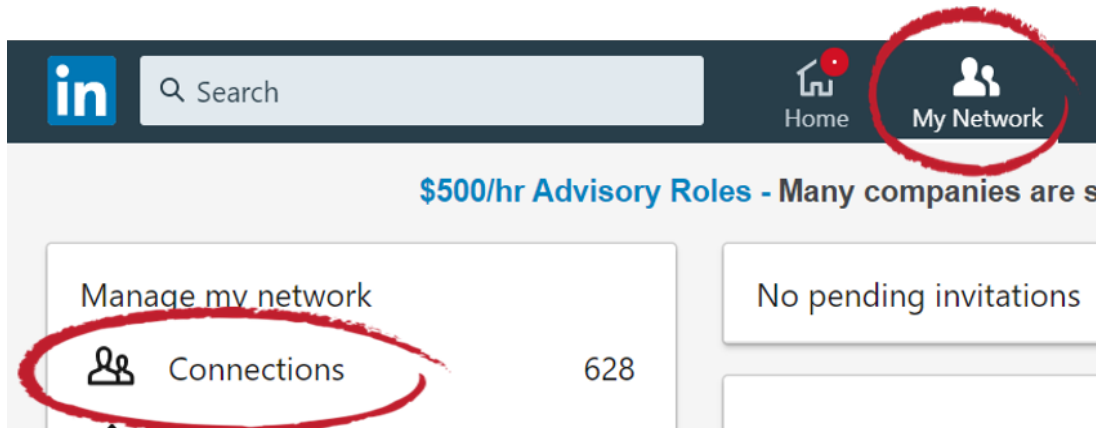 in
Search
Home
My Network
$500/hr Advisory Roles - Many companies are s
Manage my network
No pending invitations
Connections
628